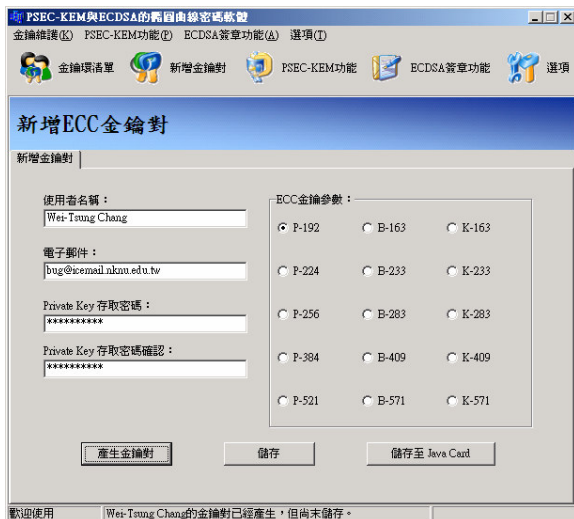 PSEC-KEM與ECDSA的橢圓曲線密碼軟體
金鑰維護(K) PSEC-KEM功能(P) ECDSA簽章功能(A) 選項(T)
金鑰環清單 新增金鑰對 PSEC-KEM功能 ECDSA簽章功能 選項
新增ECC金鑰對
新增金鑰對
使用者名稱：
Wei-Tsung Chang
電子郵件：
bug@icemail.nknu.edu.tw
Private Key 存取密碼：
**********
Private Key 存取密碼確認：
**********
ECC金鑰參數：
P-192 B-163 K-163
P-224 B-233 K-233
P-256 B-283 K-283
P-384 B-409 K-409
P-521 B-571 K-571
產生金鑰對 儲存 儲存至 Java Card
歡迎使用 Wei-Tsung Chang的金鑰對已經產生，但尚未儲存。